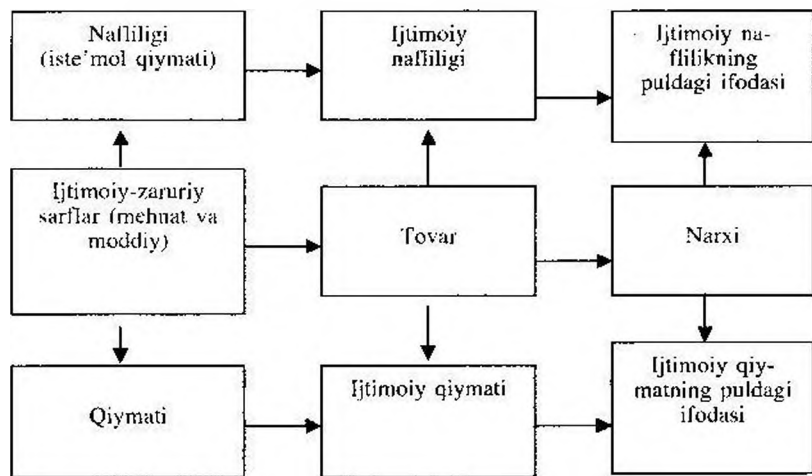 Nafliligi
(iste'mol qiymati)
Ijtimoiy
nafliligi
Ijtimoiy na-
flilikning
puldagi ifodasi
Ijtimoiy-zaruriy
sarflar (mehnat va
moddiy)
Tovar
Narxi
Qiymati
Ijtimoiy qiymati
Ijtimoiy qiy-
matning puldagi
ifodasi